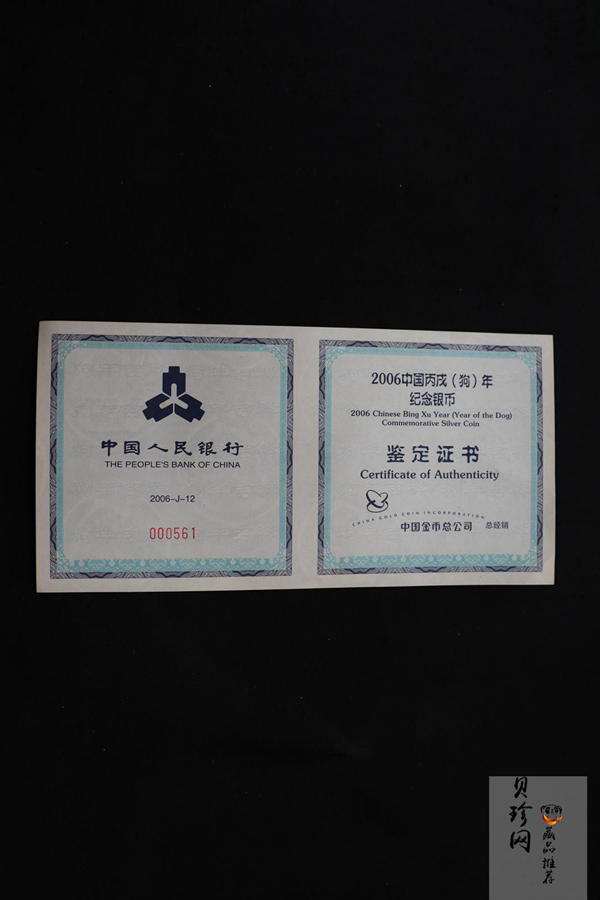 中国人民银行
THE PEOPLE'S BANK OF CHINA
2006-J-12
000561
2006中国丙戌（狗）年
纪念银币
2006 Chinese Bing Xu Year (Year of the Dog)
Commemorative Silver Coin
鉴定证书
Certificate of Authenticity
CHINA GOLD COIN INCORPORATION
中国金币总公司 总经销
贝珍网
藏品推荐